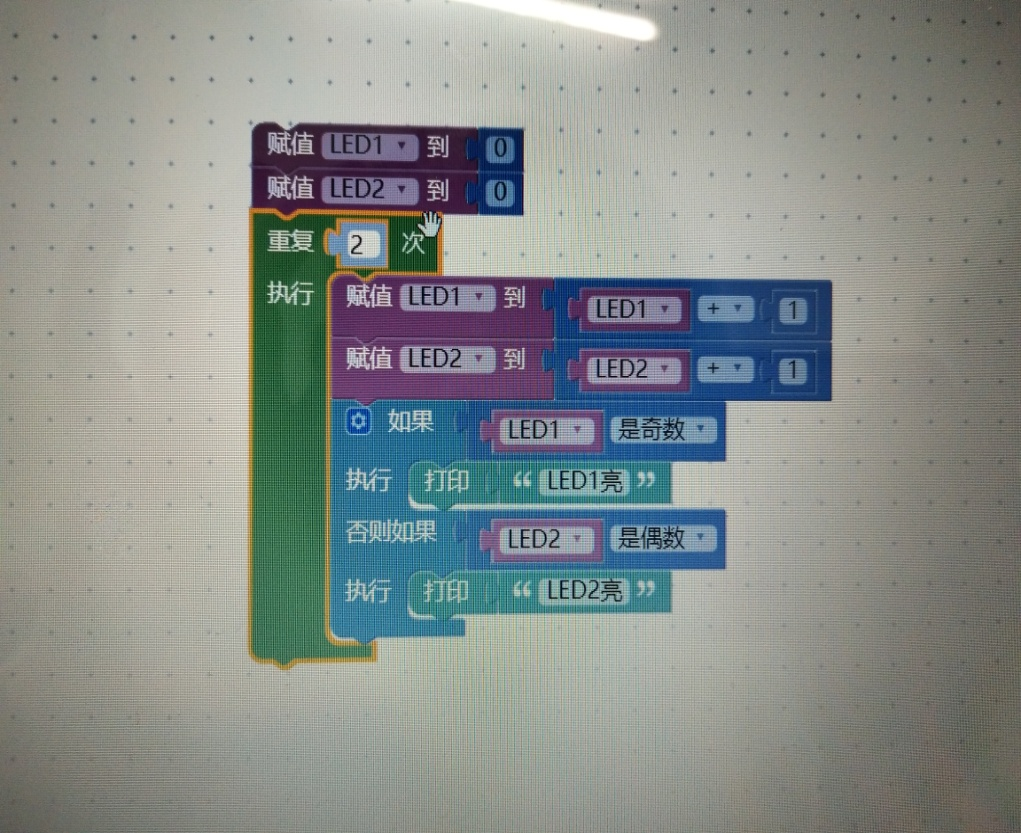 赋值 LED1 到 0
赋值 LED2 到 0
重复 2 次
执行 赋值 LED1 到 LED1 + 1
赋值 LED2 到 LED2 + 1
如果 LED1 是奇数
执行 打印 “ LED1亮 ”
否则如果 LED2 是偶数
执行 打印 “ LED2亮 ”